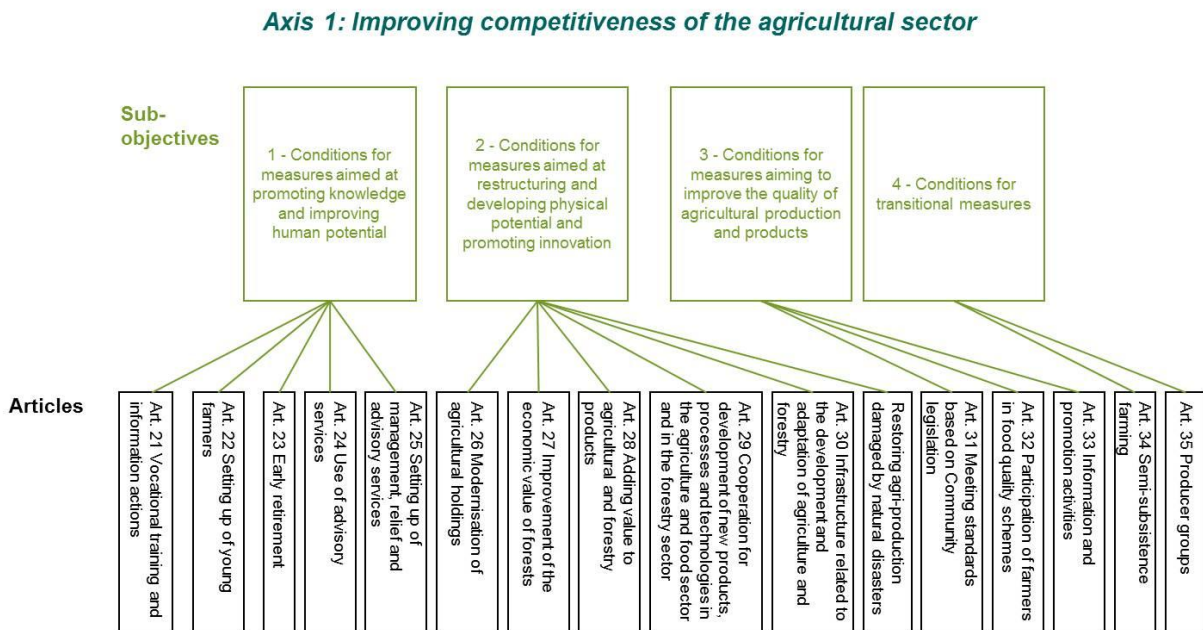 Axis 1: Improving competitiveness of the agricultural sector
Sub-
objectives
1 - Conditions for
measures aimed at
promoting knowledge
and improving
human potential
2 - Conditions for
measures aimed at
restructuring and
developing physical
potential and
promoting innovation
3 - Conditions for
measures aiming to
improve the quality of
agricultural production
and products
4 - Conditions for
transitional measures
Articles
Art. 21 Vocational training and
information actions
Art. 22 Setting up of young
farmers
Art. 23 Early retirement
Art. 24 Use of advisory
services
Art. 25 Setting up of
management, relief and
advisory services
Art. 26 Modernisation of
agricultural holdings
Art. 27 Improvement of the
economic value of forests
Art. 28 Adding value to
agricultural and forestry
products
Art. 29 Cooperation for
development of new products,
processes and technologies in
the agriculture and food sector
and in the forestry sector
Art. 30 Infrastructure related to
the development and
adaptation of agriculture and
forestry
Restoring agri-production
damaged by natural disasters
Art. 31 Meeting standards
based on Community
legislation
Art. 32 Participation of farmers
in food quality schemes
Art. 33 Information and
promotion activities
Art. 34 Semi-subsistence
farming
Art. 35 Producer groups